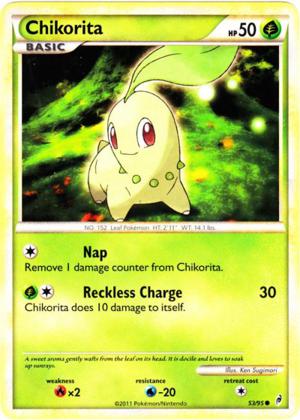 Chikorita HP 50
BASIC
NO. 152 Leaf Pokémon HT. 2'11" WT. 14.1 lbs.
Nap
Remove 1 damage counter from Chikorita.
Reckless Charge 30
Chikorita does 10 damage to itself.
A sweet aroma gently wafts from the leaf on its head. It is docile and loves to soak
up sunrays.
Illus. Ken Sugimori
weakness resistance retreat cost
×2 -20
©2011 Pokémon/Nintendo 53/95